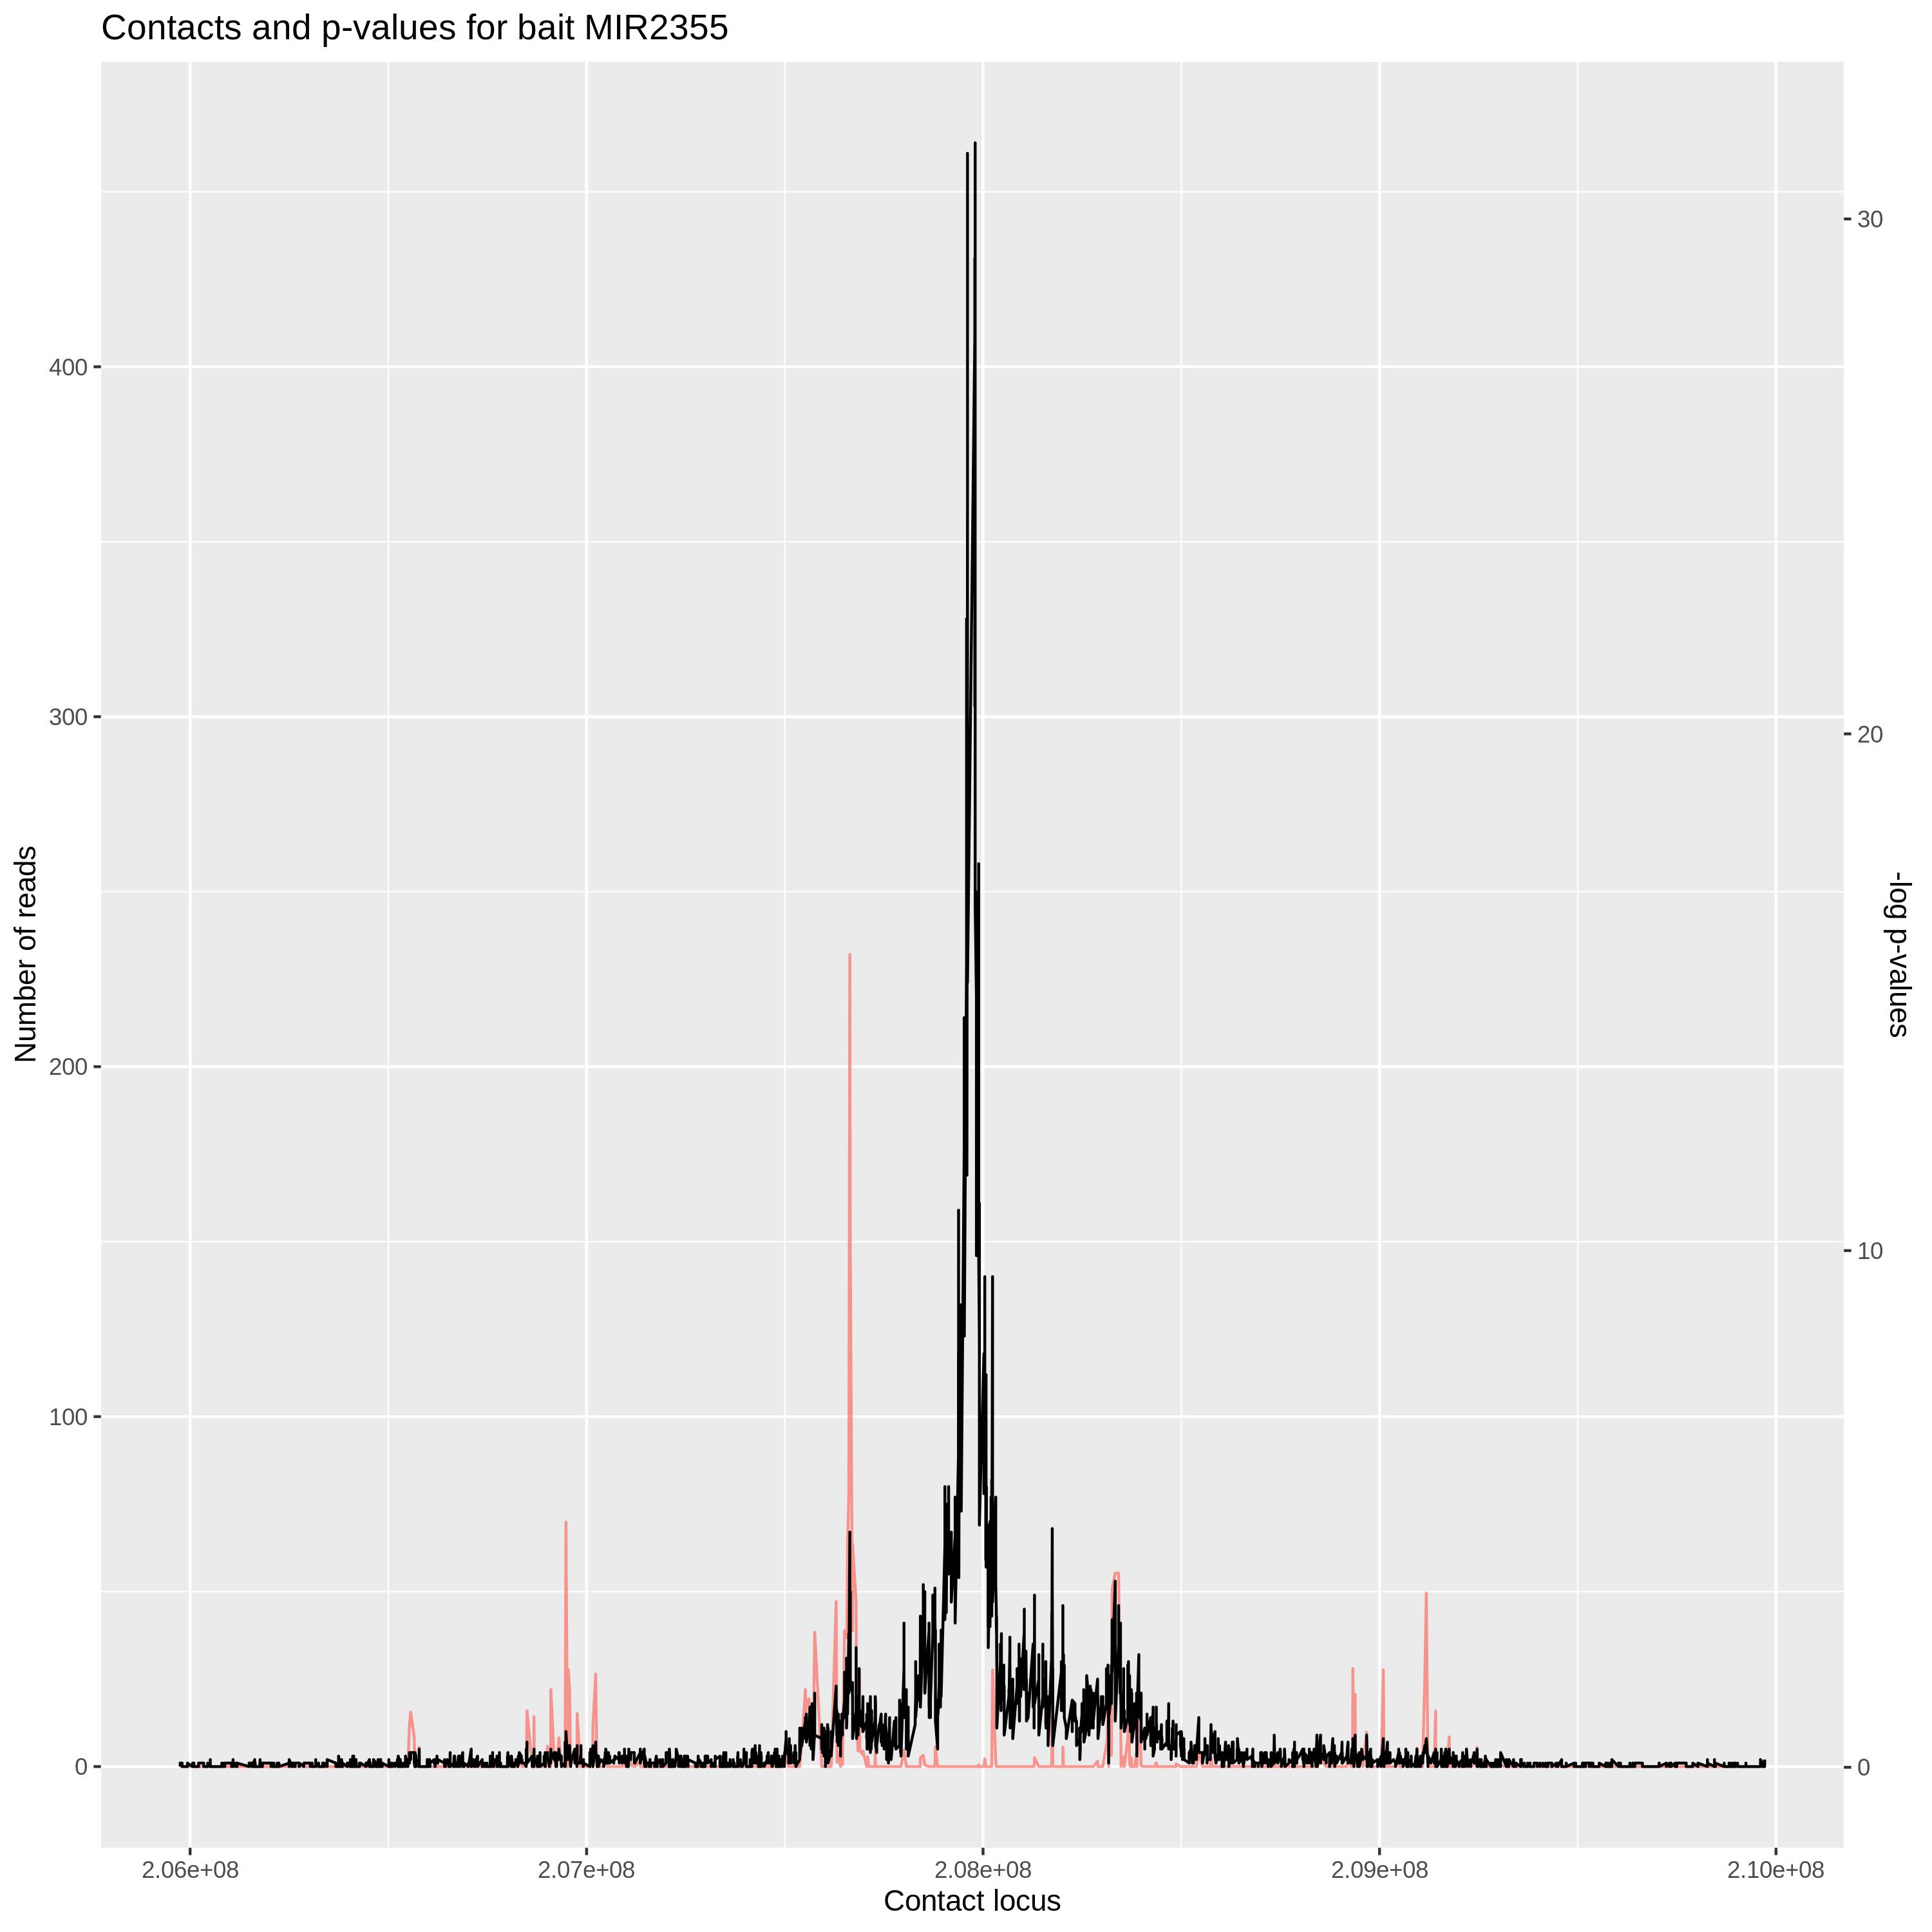 Contacts and p-values for bait MIR2355
Number of reads
400
300
200
100
0
30
20
10
0
-log p-values
2.06e+08 2.07e+08 2.08e+08 2.09e+08 2.10e+08
Contact locus